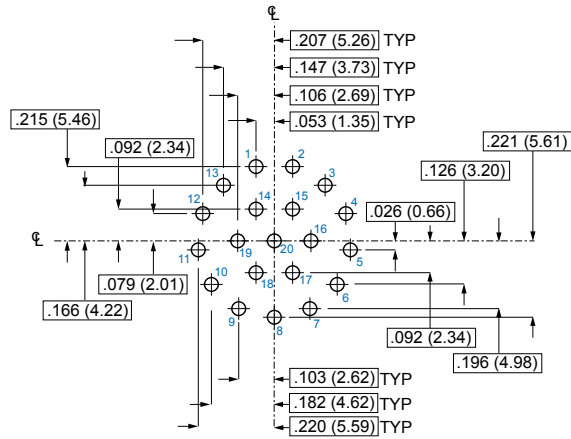 ℄
.207 (5.26) TYP
.147 (3.73) TYP
.106 (2.69) TYP
.053 (1.35) TYP
.215 (5.46)
.092 (2.34)
.221 (5.61)
.126 (3.20)
.026 (0.66)
1 2
13 3
14 15
12 4
℄
16
19 20
11 5
18 17
10 6
9 8 7
.079 (2.01)
.166 (4.22)
.092 (2.34)
.196 (4.98)
.103 (2.62) TYP
.182 (4.62) TYP
.220 (5.59) TYP